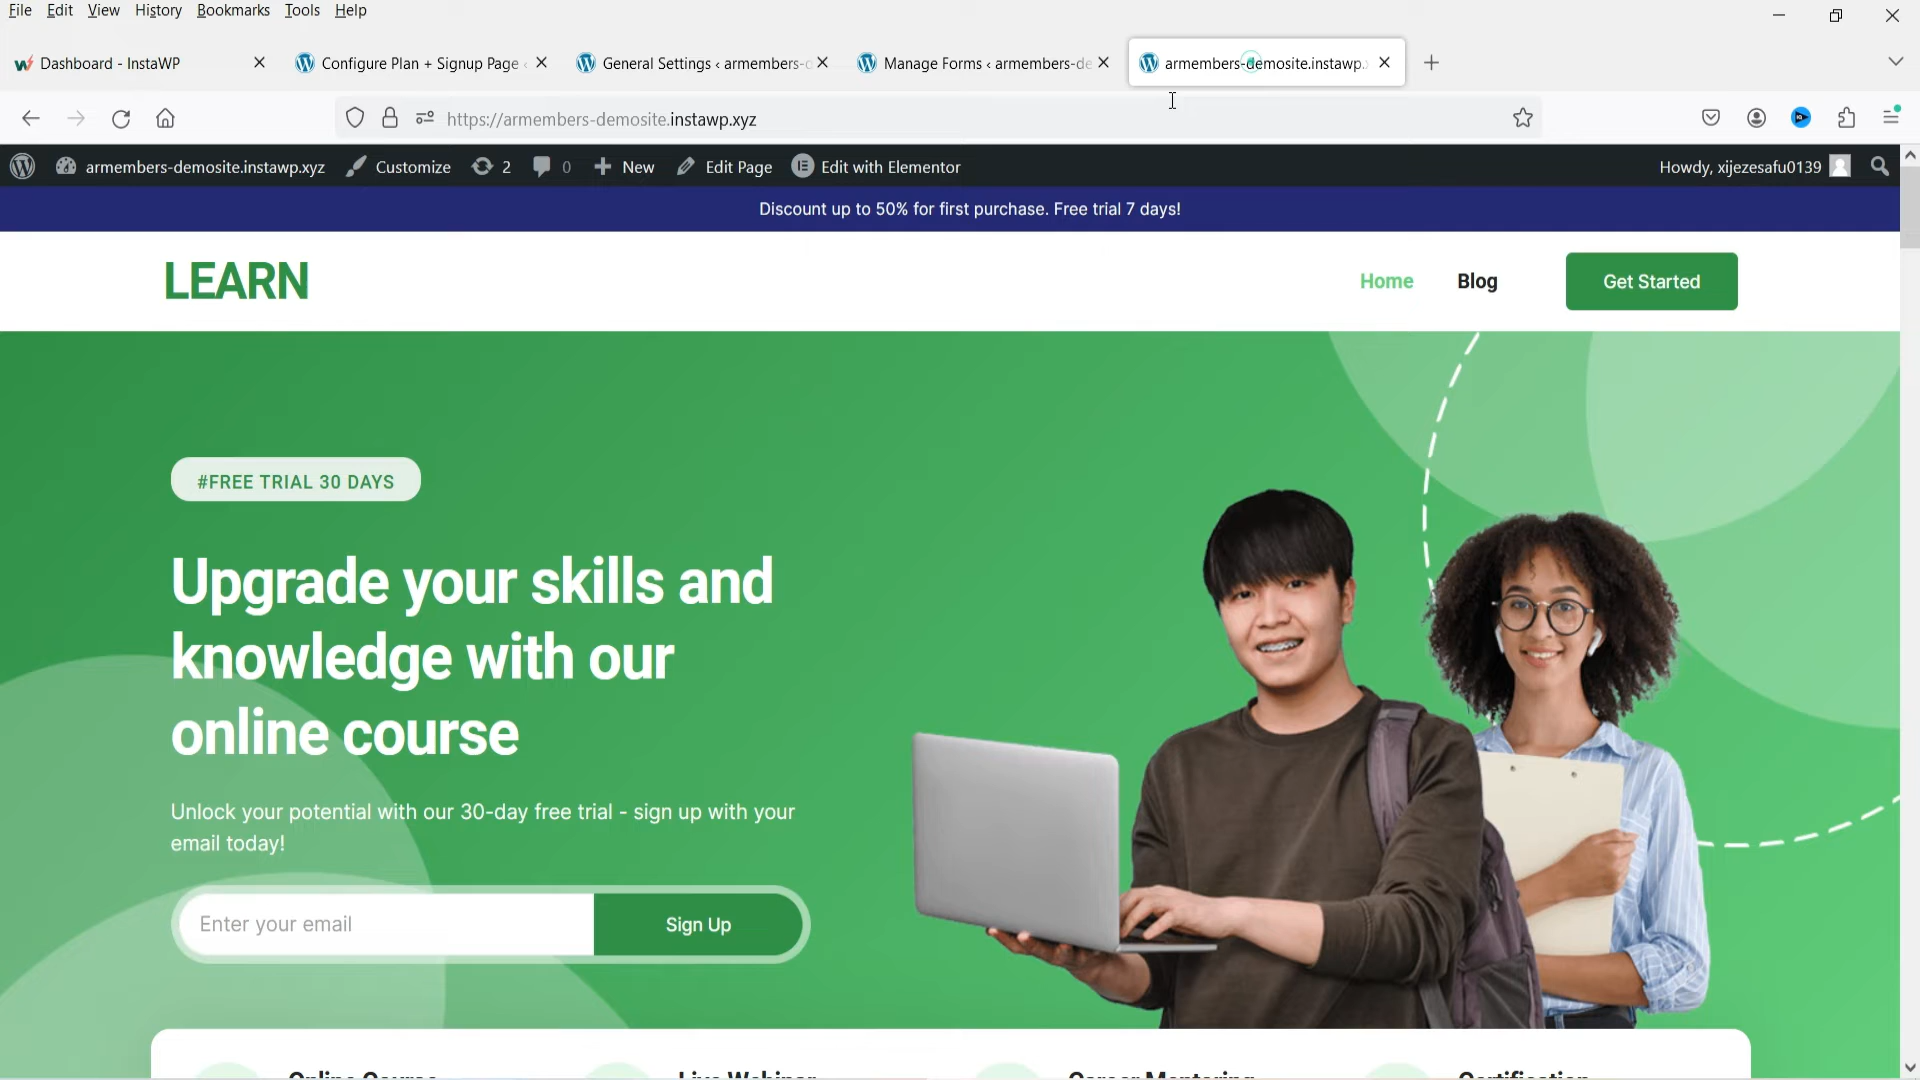 File Edit View History Bookmarks Tools Help
Dashboard - InstaWP
Configure Plan + Signup Page ‹
General Settings ‹ armembers-d
Manage Forms ‹ armembers-de
armembers-demosite.instawp.x
https://armembers-demosite.instawp.xyz
armembers-demosite.instawp.xyz Customize 2 0 New Edit Page Edit with Elementor Howdy, xijezesafu0139
Discount up to 50% for first purchase. Free trial 7 days!
LEARN Home Blog Get Started
#FREE TRIAL 30 DAYS
Upgrade your skills and
knowledge with our
online course
Unlock your potential with our 30-day free trial - sign up with your
email today!
Enter your email Sign Up
Online Course Live Webinar Career Mentoring Certification